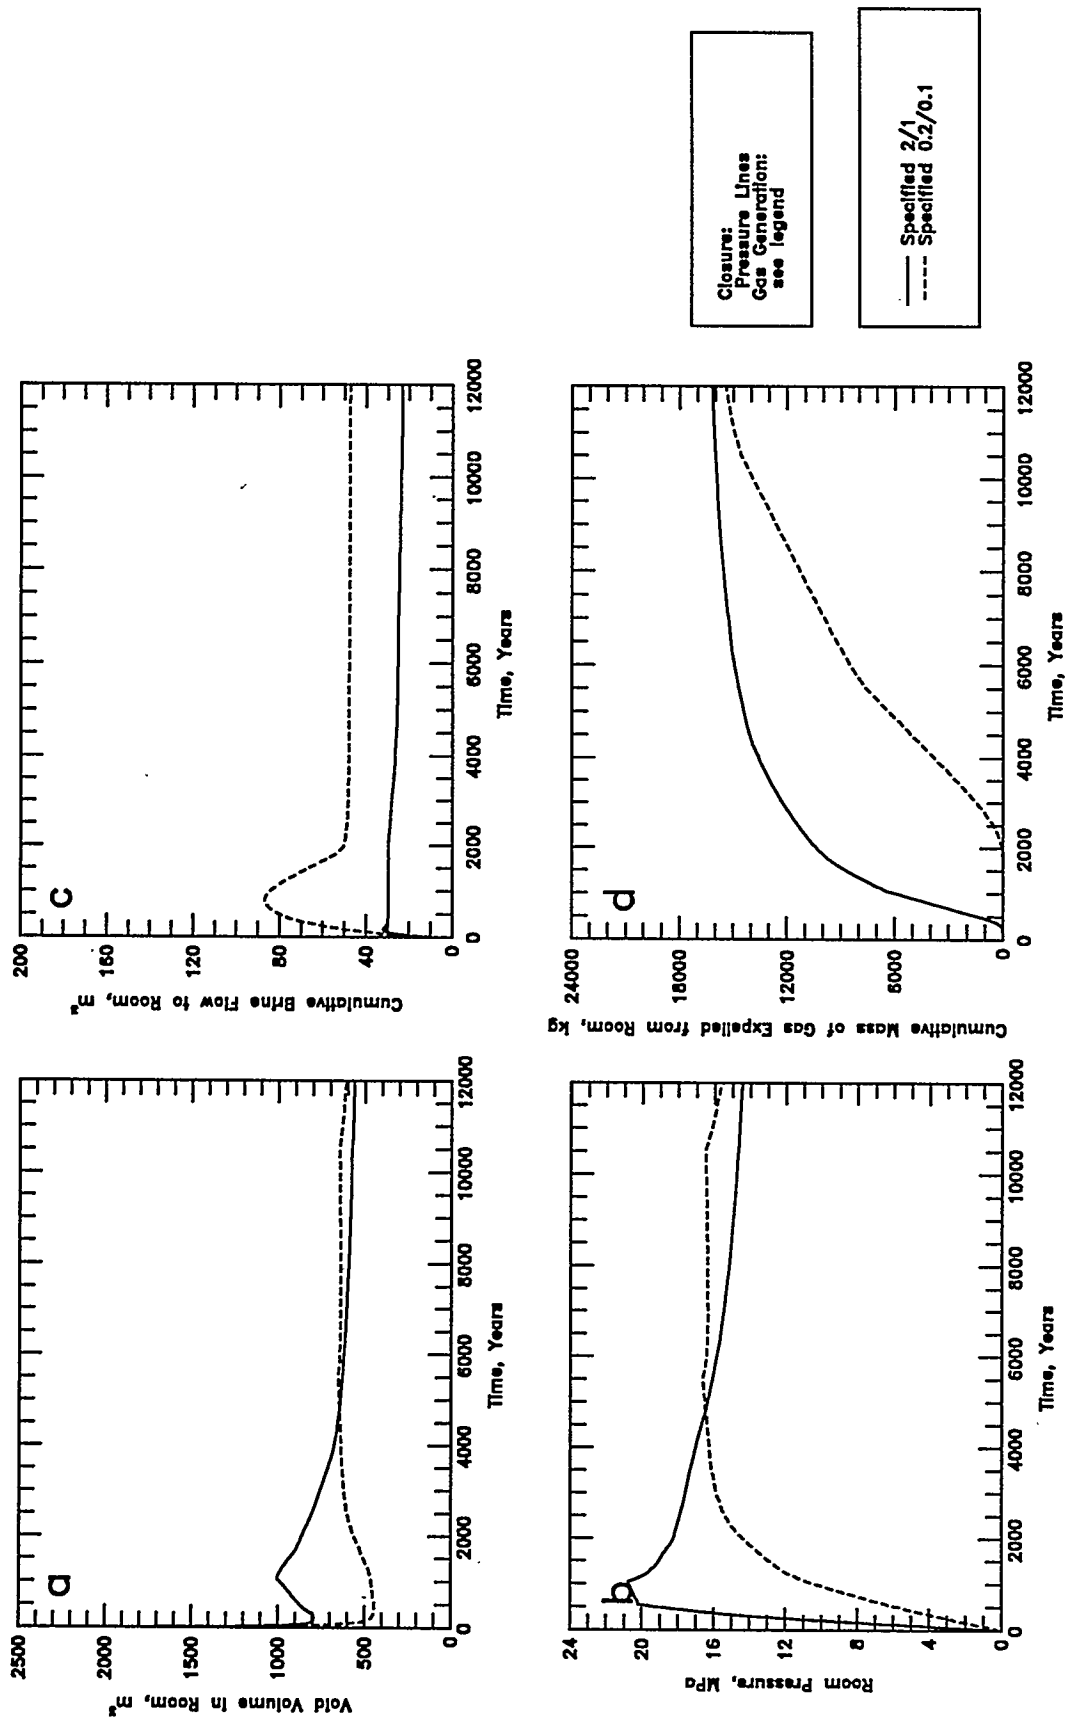 a
2500
2000
1500
1000
500
0
Void Volume In Room, m³
0
2000
4000
6000
8000
10000
12000
Time, Years
c
200
160
120
80
40
0
Cumulative Brine Flow to Room, m³
0
2000
4000
6000
8000
10000
12000
Time, Years
b
24
20
16
12
8
4
0
Room Pressure, MPa
0
2000
4000
6000
8000
10000
12000
Time, Years
d
24000
18000
12000
6000
0
Cumulative Mass of Gas Expelled from Room, kg
0
2000
4000
6000
8000
10000
12000
Time, Years
Closure:
Pressure Lines
Gas Generation:
see legend
Specified 2/1
Specified 0.2/0.1